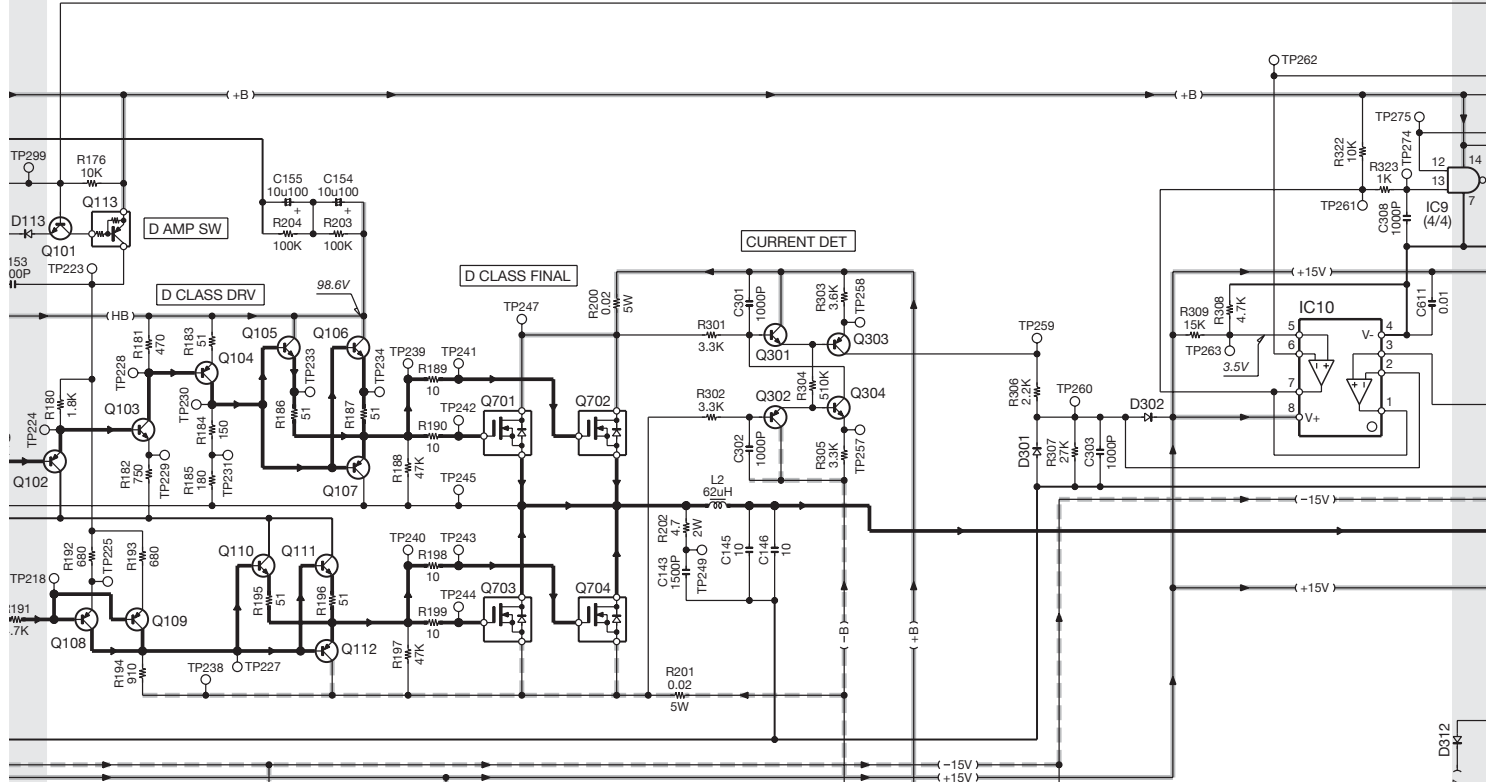 TP262
( +B )
( +B )
TP275
TP274
TP299
R176
10K
R322
10K
12
14
R323
1K
13
C155
10u100
+
C154
10u100
+
Q113
D113
D AMP SW
R204
100K
R203
100K
TP261
C308
1000P
7
IC9
(4/4)
Q101
TP223
CURRENT DET
153
00P
D CLASS FINAL
( +15V )
D CLASS DRV
98.6V
TP247
R200
0.02
5W
C301
1000P
R303
3.6K
TP258
R308
4.7K
C611
0.01
IC10
( HB )
R181
470
R183
51
Q105
Q106
R309
15K
5
V-
4
R301
3.3K
Q301
Q303
TP259
6
3
TP228
Q104
TP233
TP234
TP239
TP241
TP263
3.5V
2
R189
10
R304
510K
R306
2.2K
TP260
7
R180
1.8K
Q103
TP230
R184
150
R186
51
R187
51
TP242
Q701
Q702
R302
3.3K
Q302
Q304
D302
8
V+
1
TP224
R190
10
Q102
R182
750
TP229
R185
180
TP231
R188
47K
C302
1000P
R305
3.3K
TP257
D301
R307
27K
C303
1000P
Q107
TP245
L2
62uH
( −15V )
R202
4.7
2W
R192
680
TP225
R193
680
Q110
Q111
TP240
TP243
C143
1500P
TP249
C145
10
C146
10
R198
10
TP218
R195
51
R196
51
Q703
Q704
( +15V )
R191
.7K
TP244
Q109
R199
10
Q108
Q112
( −B )
( +B )
R194
910
TP238
TP227
R197
47K
R201
0.02
5W
D312
( −15V )
( +15V )